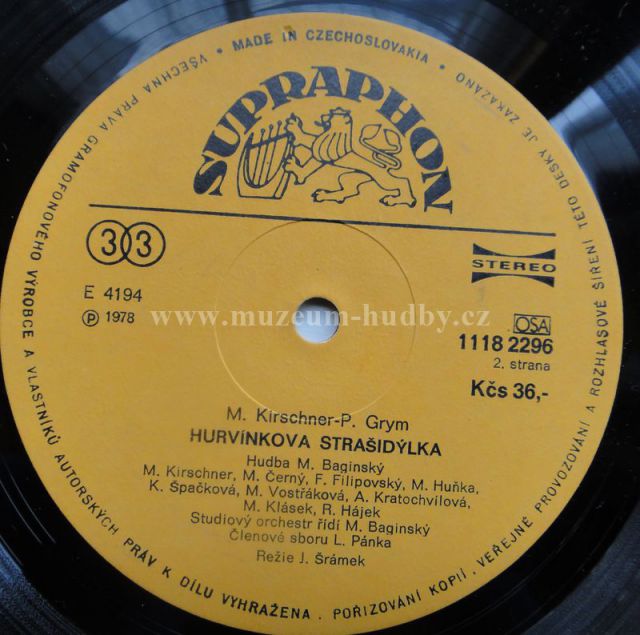 VŠECHNA PRÁVA GRAMOFONOVÉHO VÝROBCE A VLASTNÍKŮ AUTORSKÝCH PRÁV K DÍLU VYHRAŽENA . POŘIZOVÁNÍ KOPIÍ . VEŘEJNÉ PROVOZOVÁNÍ A ROZHLASOVÉ ŠÍŘENÍ TÉTO DESKY JE ZAKÁZÁNO
• MADE IN CZECHOSLOVAKIA •
SUPRAPHON
33
STEREO
E 4194
Ⓟ 1978
www.muzeum-hudby.cz
OSA
1118 2296
2. strana
Kčs 36,-
M. Kirschner-P. Grym
HURVÍNKOVA STRAŠIDÝLKA
Hudba M. Baginský
M. Kirschner, M. Černý, F. Filipovský, M. Huňka,
K. Špačková, M. Vostřáková, A. Kratochvílová,
M. Klásek, R. Hájek
Studiový orchestr řídí M. Baginský
Členové sboru L. Pánka
Režie J. Šrámek